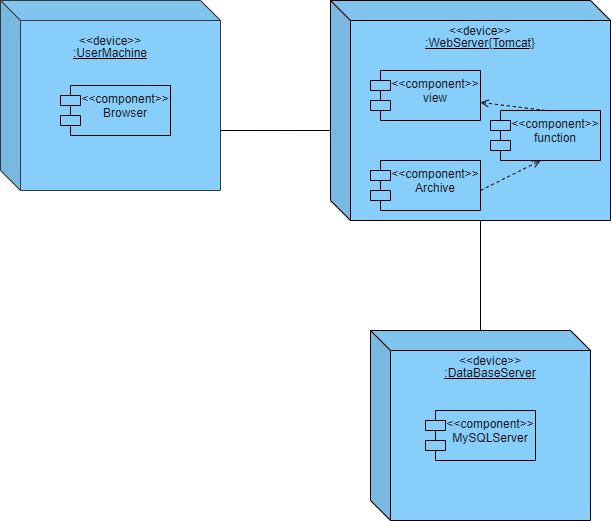 <<device>>
:UserMachine
<<component>>
Browser
<<device>>
:WebServer{Tomcat}
<<component>>
view
<<component>>
function
<<component>>
Archive
<<device>>
:DataBaseServer
<<component>>
MySQLServer